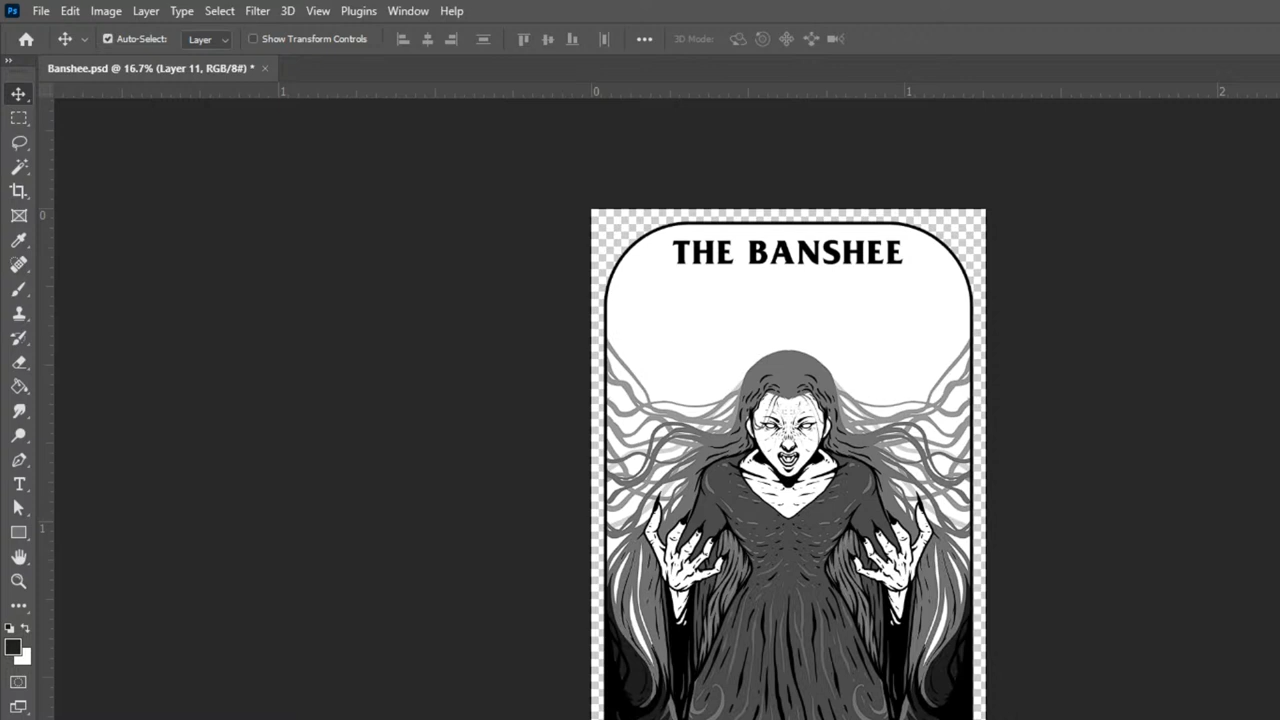 Ps File Edit Image Layer Type Select Filter 3D View Plugins Window Help
Auto-Select: Layer Show Transform Controls ••• 3D Mode:
Banshee.psd @ 16.7% (Layer 11, RGB/8#) * ×
1 0 1 2
0
THE BANSHEE
1